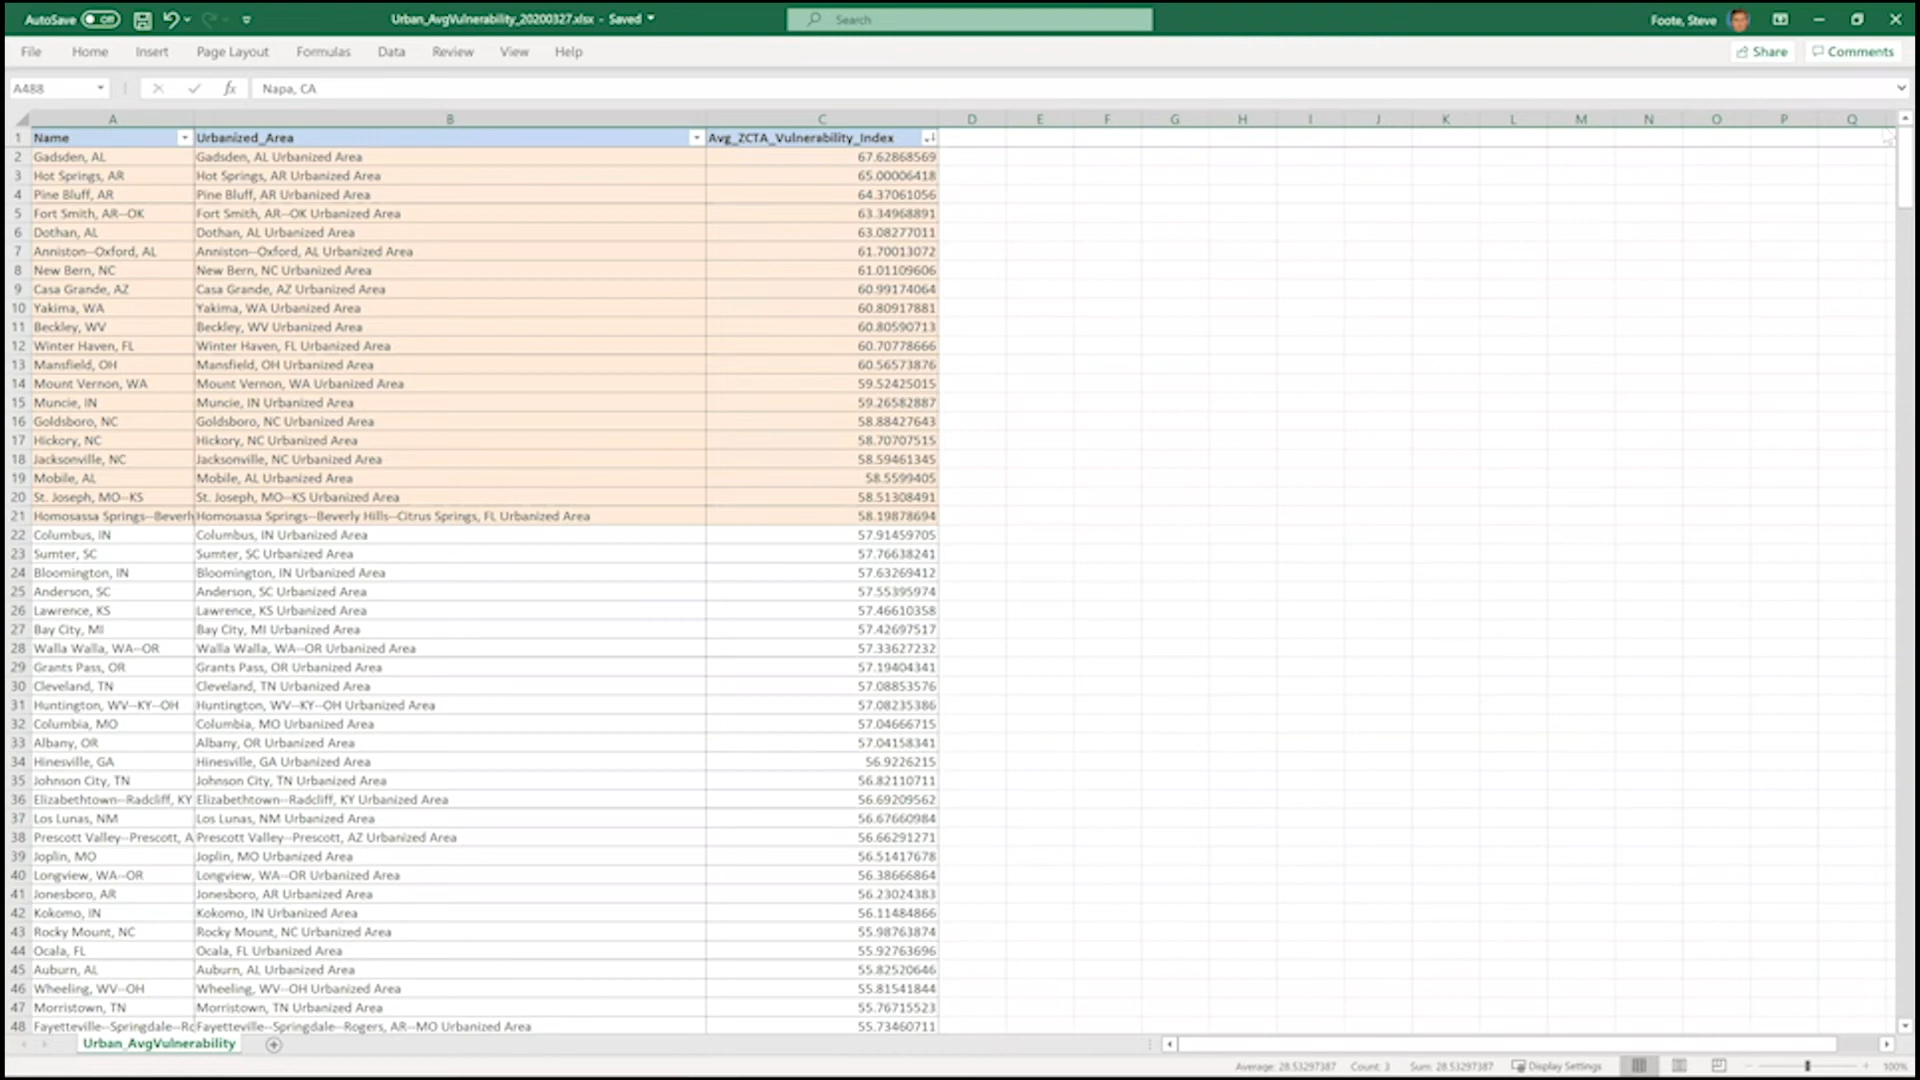 AutoSave Off Urban_AvgVulnerability_20200327.xlsx - Saved Search Foote, Steve
File Home Insert Page Layout Formulas Data Review View Help Share Comments
A488 fx Napa, CA
A B C D E F G H I J K L M N O P Q
1 Name Urbanized_Area Avg_ZCTA_Vulnerability_Index
2 Gadsden, AL Gadsden, AL Urbanized Area 67.62868569
3 Hot Springs, AR Hot Springs, AR Urbanized Area 65.00006418
4 Pine Bluff, AR Pine Bluff, AR Urbanized Area 64.37061056
5 Fort Smith, AR--OK Fort Smith, AR--OK Urbanized Area 63.34968891
6 Dothan, AL Dothan, AL Urbanized Area 63.08277011
7 Anniston--Oxford, AL Anniston--Oxford, AL Urbanized Area 61.70013072
8 New Bern, NC New Bern, NC Urbanized Area 61.01109606
9 Casa Grande, AZ Casa Grande, AZ Urbanized Area 60.99174064
10 Yakima, WA Yakima, WA Urbanized Area 60.80917881
11 Beckley, WV Beckley, WV Urbanized Area 60.80590713
12 Winter Haven, FL Winter Haven, FL Urbanized Area 60.70778666
13 Mansfield, OH Mansfield, OH Urbanized Area 60.56573876
14 Mount Vernon, WA Mount Vernon, WA Urbanized Area 59.52425015
15 Muncie, IN Muncie, IN Urbanized Area 59.26582887
16 Goldsboro, NC Goldsboro, NC Urbanized Area 58.88427643
17 Hickory, NC Hickory, NC Urbanized Area 58.70707515
18 Jacksonville, NC Jacksonville, NC Urbanized Area 58.59461345
19 Mobile, AL Mobile, AL Urbanized Area 58.5599405
20 St. Joseph, MO--KS St. Joseph, MO--KS Urbanized Area 58.51308491
21 Homosassa Springs--Beverl Homosassa Springs--Beverly Hills--Citrus Springs, FL Urbanized Area 58.19878694
22 Columbus, IN Columbus, IN Urbanized Area 57.91459705
23 Sumter, SC Sumter, SC Urbanized Area 57.76638241
24 Bloomington, IN Bloomington, IN Urbanized Area 57.63269412
25 Anderson, SC Anderson, SC Urbanized Area 57.55395974
26 Lawrence, KS Lawrence, KS Urbanized Area 57.46610358
27 Bay City, MI Bay City, MI Urbanized Area 57.42697517
28 Walla Walla, WA--OR Walla Walla, WA--OR Urbanized Area 57.33627232
29 Grants Pass, OR Grants Pass, OR Urbanized Area 57.19404341
30 Cleveland, TN Cleveland, TN Urbanized Area 57.08853576
31 Huntington, WV--KY--OH Huntington, WV--KY--OH Urbanized Area 57.08235386
32 Columbia, MO Columbia, MO Urbanized Area 57.04666715
33 Albany, OR Albany, OR Urbanized Area 57.04158341
34 Hinesville, GA Hinesville, GA Urbanized Area 56.9226215
35 Johnson City, TN Johnson City, TN Urbanized Area 56.82110711
36 Elizabethtown--Radcliff, KY Elizabethtown--Radcliff, KY Urbanized Area 56.69209562
37 Los Lunas, NM Los Lunas, NM Urbanized Area 56.67660984
38 Prescott Valley--Prescott, A Prescott Valley--Prescott, AZ Urbanized Area 56.66291271
39 Joplin, MO Joplin, MO Urbanized Area 56.51417678
40 Longview, WA--OR Longview, WA--OR Urbanized Area 56.38666864
41 Jonesboro, AR Jonesboro, AR Urbanized Area 56.23024383
42 Kokomo, IN Kokomo, IN Urbanized Area 56.11484866
43 Rocky Mount, NC Rocky Mount, NC Urbanized Area 55.98763874
44 Ocala, FL Ocala, FL Urbanized Area 55.92763696
45 Auburn, AL Auburn, AL Urbanized Area 55.82520646
46 Wheeling, WV--OH Wheeling, WV--OH Urbanized Area 55.81541844
47 Morristown, TN Morristown, TN Urbanized Area 55.76715523
48 Fayetteville--Springdale--Ro Fayetteville--Springdale--Rogers, AR--MO Urbanized Area 55.73460711
Urban_AvgVulnerability
Average: 28.53297387 Count: 3 Sum: 28.53297387 Display Settings 100%